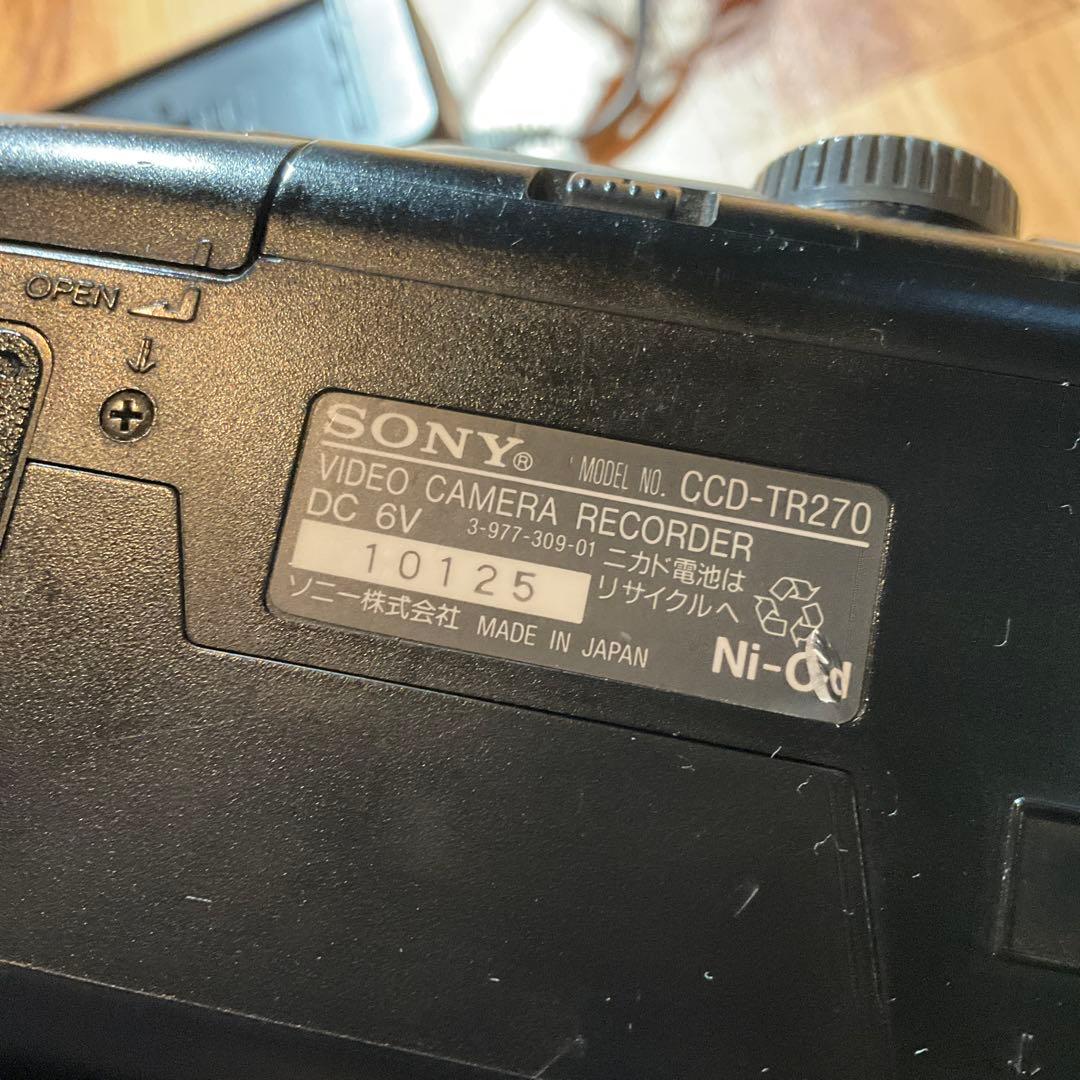 OPEN
SONY® MODEL NO. CCD-TR270
VIDEO CAMERA RECORDER
DC 6V 3-977-309-01 ニカド電池は
10125 リサイクルへ
ソニー株式会社 MADE IN JAPAN Ni-Cd